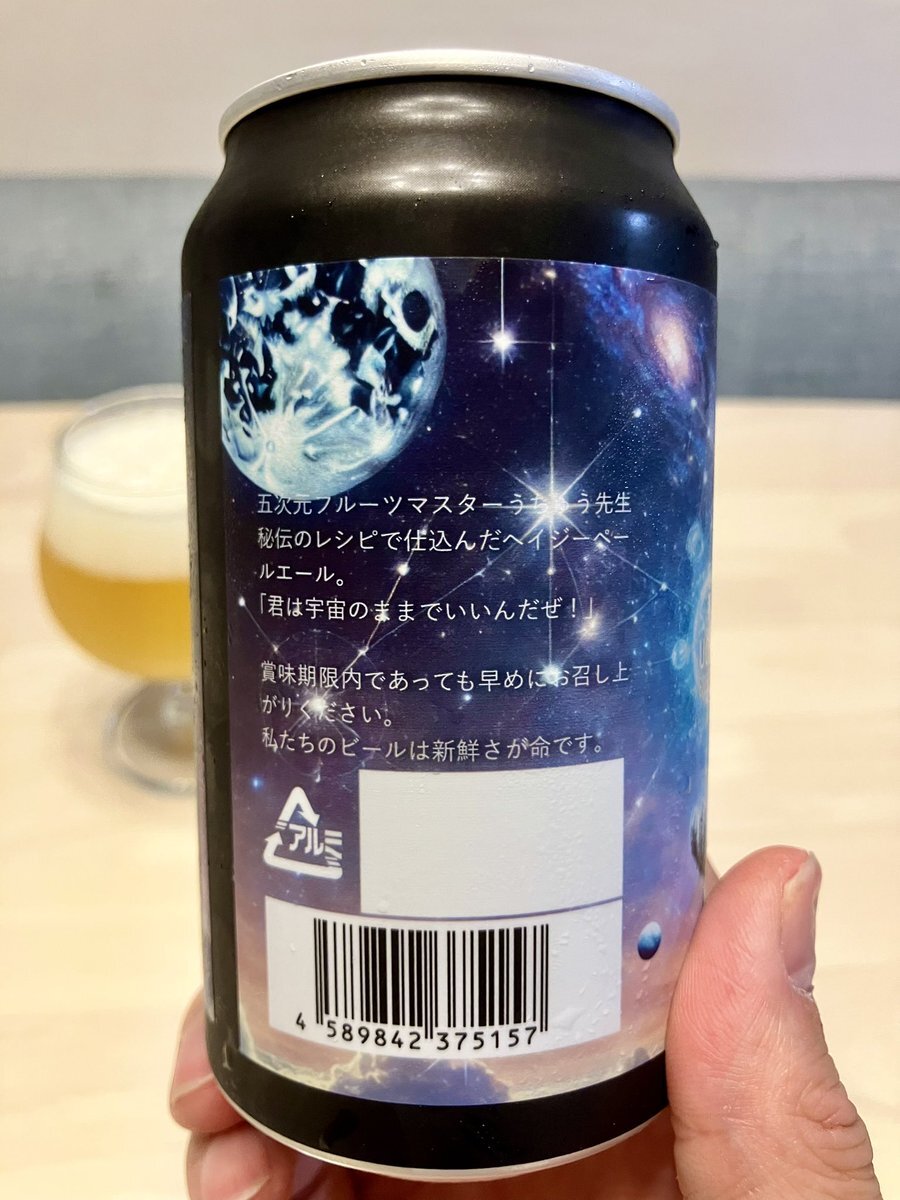 五次元フルーツマスターうちゅう先生
秘伝のレシピで仕込んだヘイジーペー
ルエール。
「君は宇宙のままでいいんだぜ！」
賞味期限内であっても早めにお召し上
がりください。
私たちのビールは新鮮さが命です。
アルミ
4 589842 375157